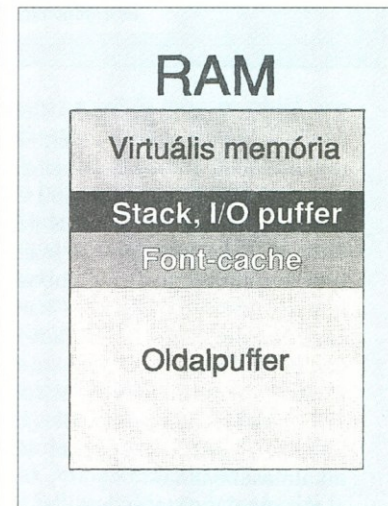 RAM
Virtuális memória
Stack, I/O puffer
Font-cache
Oldalpuffer